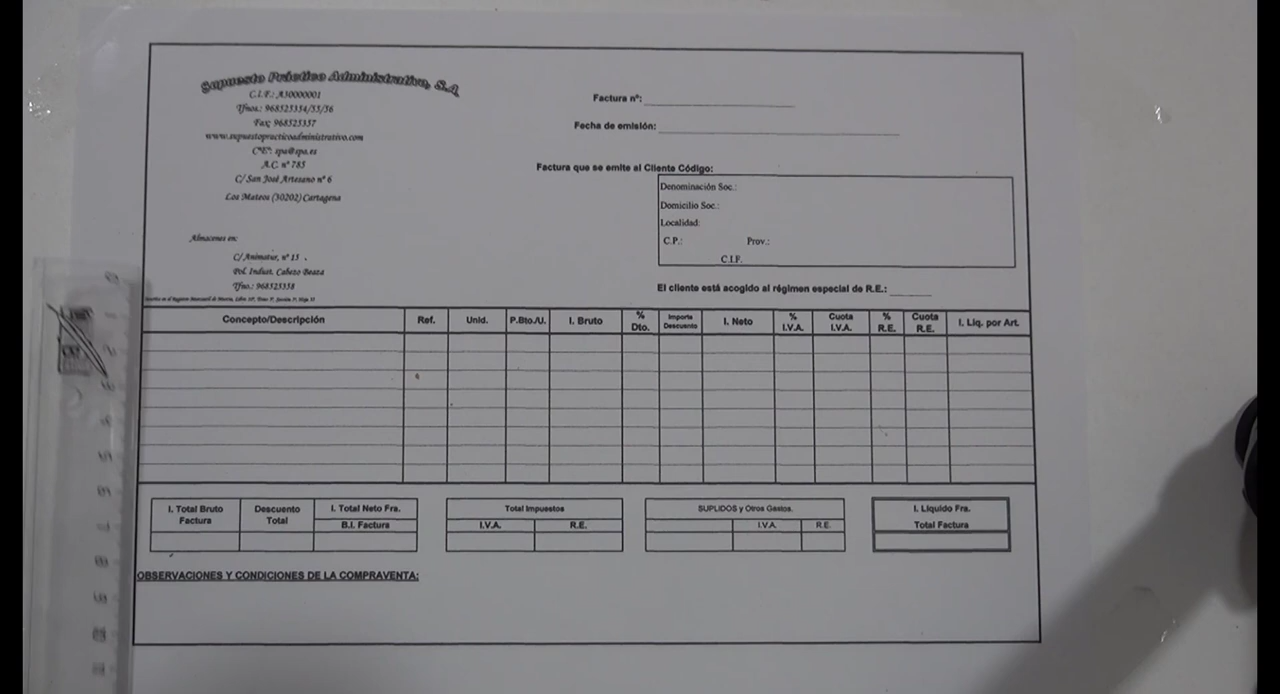 Supuesto Práctico Administrativo, S.A
C.I.F.: A30000001
Tfnos.: 968525354/55/56
Fax: 968525357
www.supuestopracticoadministrativo.com
CºEº: spa@spa.es
A.C. nº 785
C/ San José Artesano nº 6
Los Mateos (30202) Cartagena
Almacenes en:
C/ Animatur, nº 15
Pol. Indust. Cabezo Beaza
Tfno.: 968525358
Factura nº:
Fecha de emisión:
Factura que se emite al Cliente Código:
Denominación Soc.:
Domicilio Soc.:
Localidad:
C.P.: Prov.:
C.I.F.
El cliente está acogido al régimen especial de R.E.:
Concepto/Descripción Ref. Unid. P.Bto./U. I. Bruto % Dto. Importe Descuento I. Neto % I.V.A. Cuota I.V.A. % R.E. Cuota R.E. I. Liq. por Art.
I. Total Bruto Factura Descuento Total I. Total Neto Fra. B.I. Factura
Total Impuestos
I.V.A. R.E.
SUPLIDOS y Otros Gastos.
I.V.A. R.E.
I. Líquido Fra.
Total Factura
OBSERVACIONES Y CONDICIONES DE LA COMPRAVENTA: